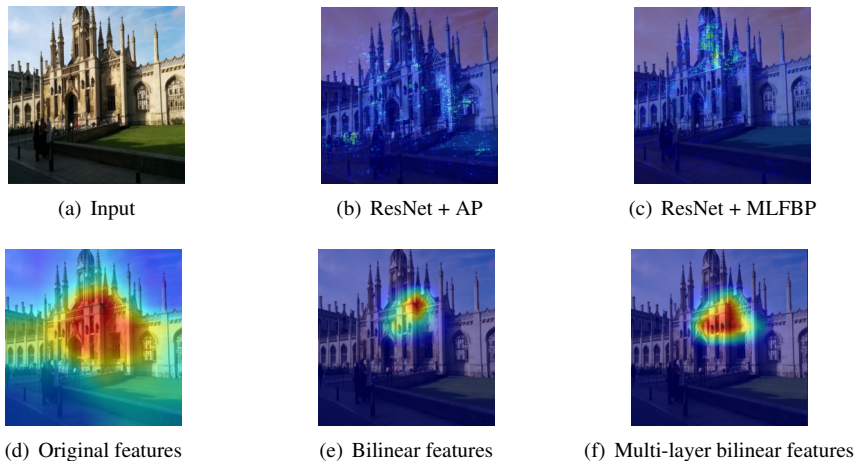 (a) Input
(b) ResNet + AP
(c) ResNet + MLFBP
(d) Original features
(e) Bilinear features
(f) Multi-layer bilinear features